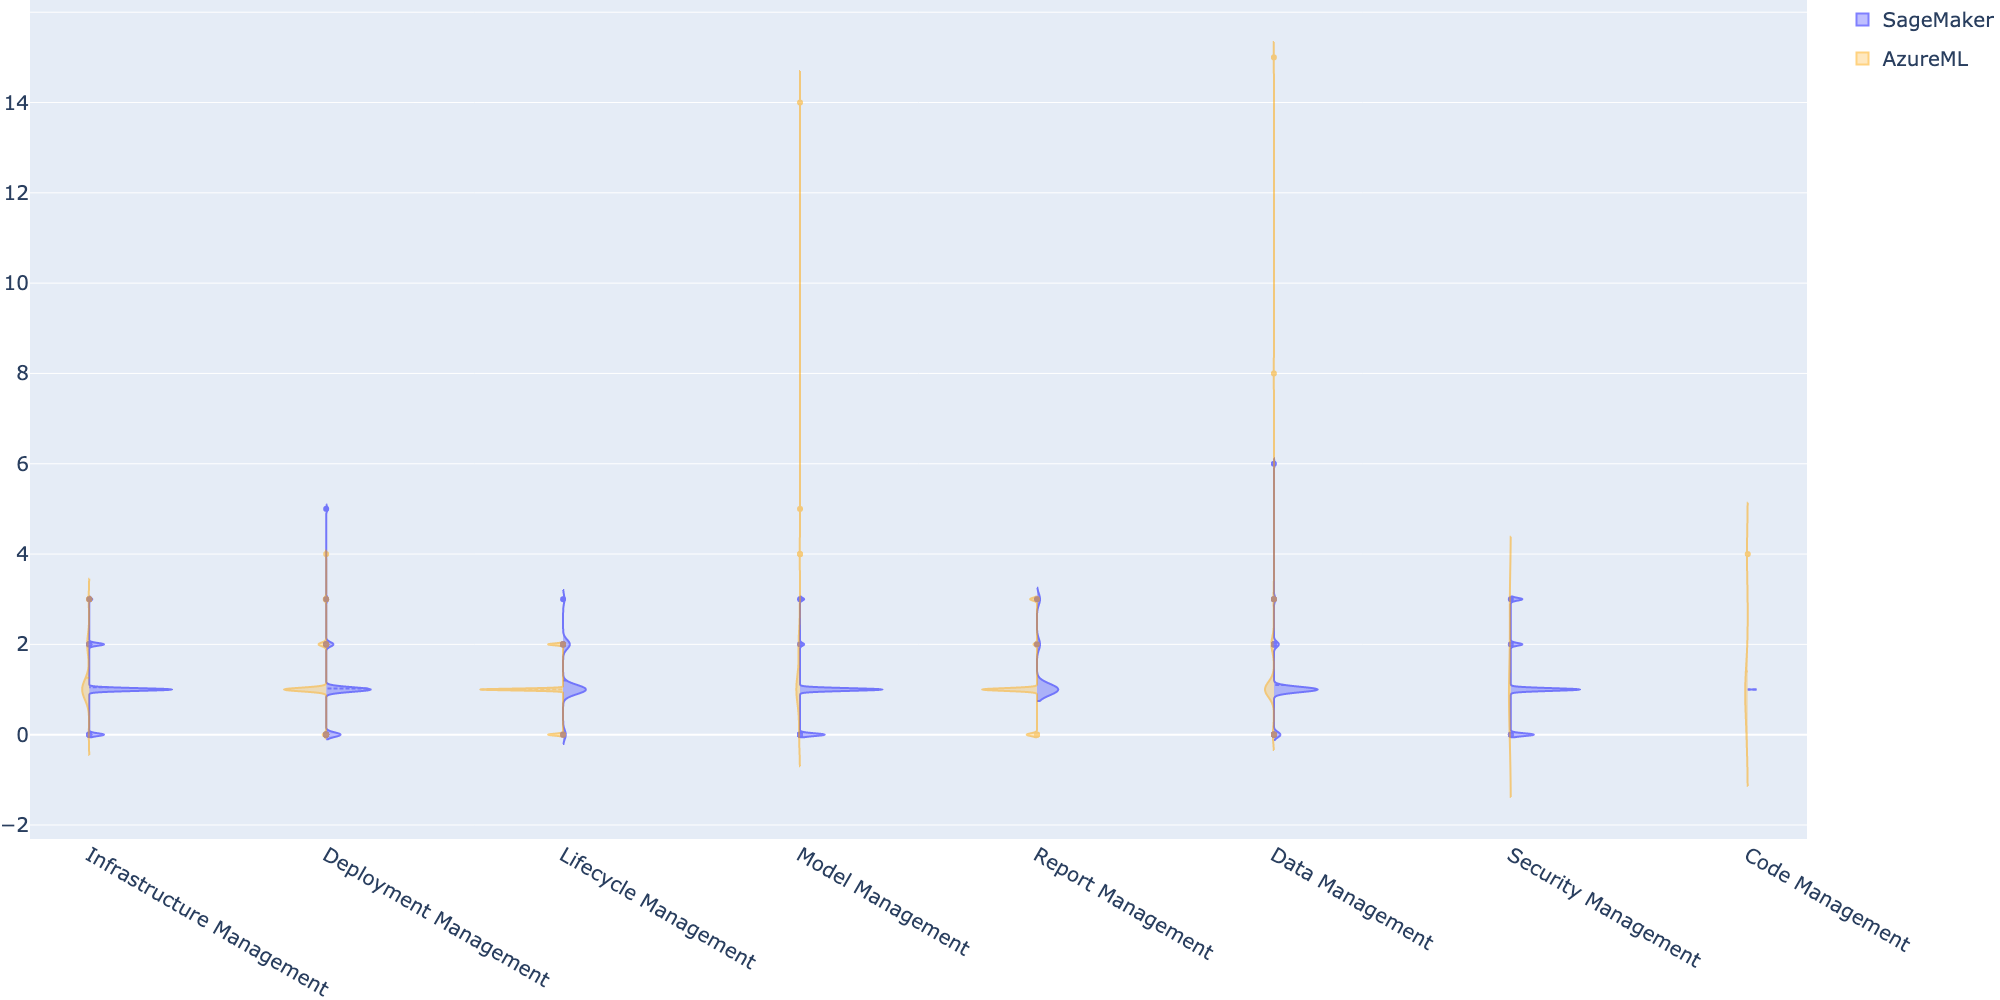 SageMaker
AzureML
14
12
10
8
6
4
2
0
−2
Infrastructure Management
Deployment Management
Lifecycle Management
Model Management
Report Management
Data Management
Security Management
Code Management